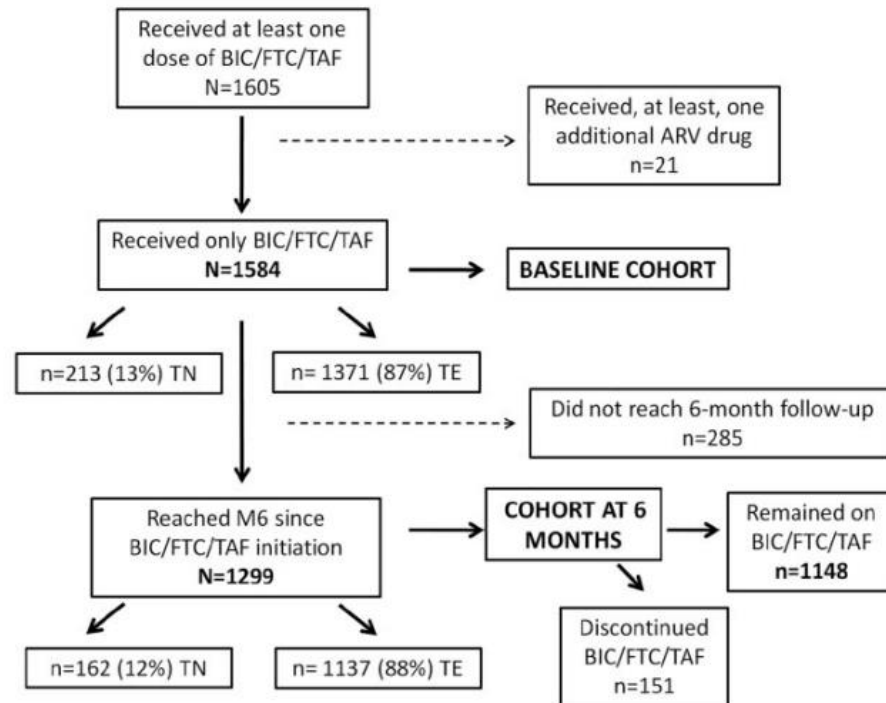 Received at least one
dose of BIC/FTC/TAF
N=1605
Received, at least, one
additional ARV drug
n=21
Received only BIC/FTC/TAF
N=1584
BASELINE COHORT
n=213 (13%) TN
n= 1371 (87%) TE
Did not reach 6-month follow-up
n=285
Reached M6 since
BIC/FTC/TAF initiation
N=1299
COHORT AT 6
MONTHS
Remained on
BIC/FTC/TAF
n=1148
Discontinued
BIC/FTC/TAF
n=151
n=162 (12%) TN
n= 1137 (88%) TE